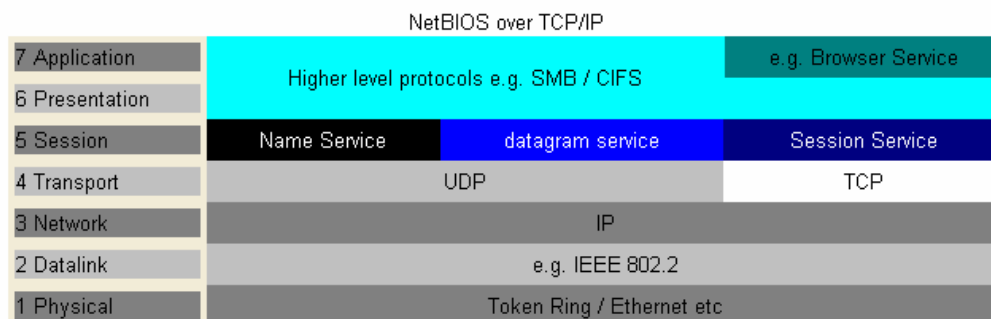 NetBIOS over TCP/IP
7 Application
e.g. Browser Service
Higher level protocols e.g. SMB / CIFS
6 Presentation
5 Session
Name Service
datagram service
Session Service
4 Transport
UDP
TCP
3 Network
IP
2 Datalink
e.g. IEEE 802.2
1 Physical
Token Ring / Ethernet etc